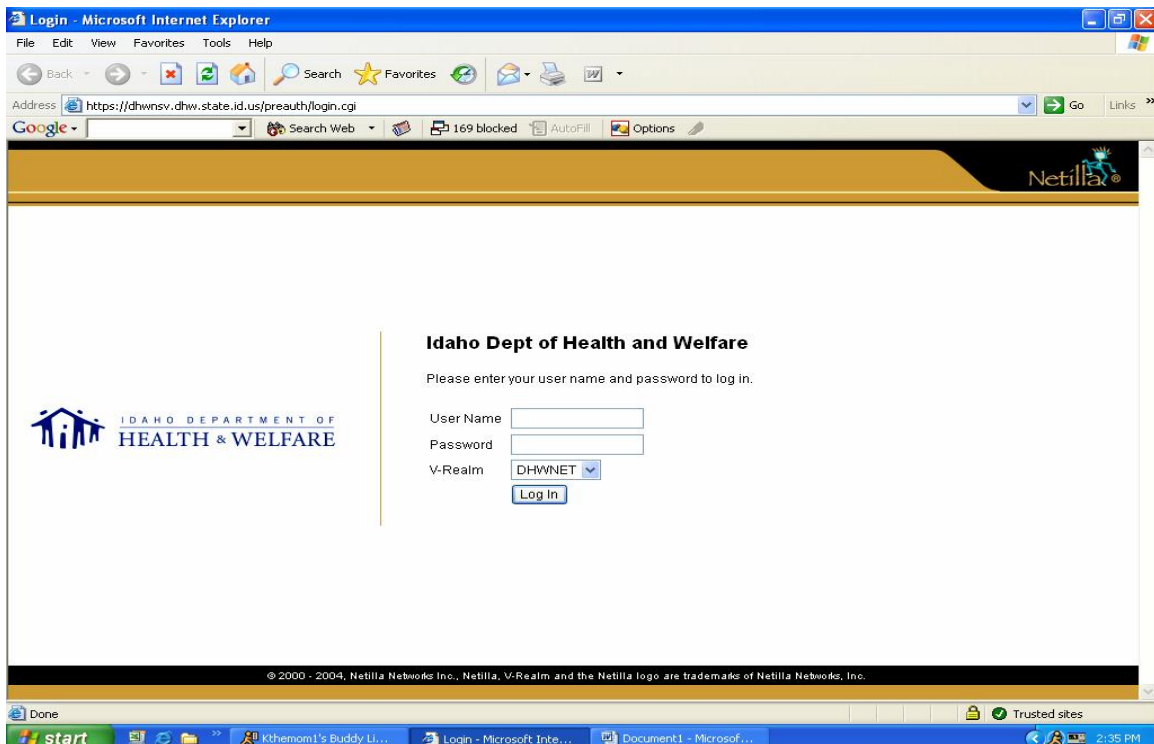 Login - Microsoft Internet Explorer
File Edit View Favorites Tools Help
Back Search Favorites
Address https://dhwnsv.dhw.state.id.us/preauth/login.cgi Go Links »
Google Search Web 169 blocked AutoFill Options
Netilla®
Idaho Dept of Health and Welfare
Please enter your user name and password to log in.
IDAHO DEPARTMENT OF
HEALTH & WELFARE
User Name
Password
V-Realm DHWNET
Log In
© 2000 - 2004, Netilla Networks Inc., Netilla, V-Realm and the Netilla logo are trademarks of Netilla Networks, Inc.
Done Trusted sites
start » Kthemom1's Buddy Li... Login - Microsoft Inte... Document1 - Microsof... 2:35 PM